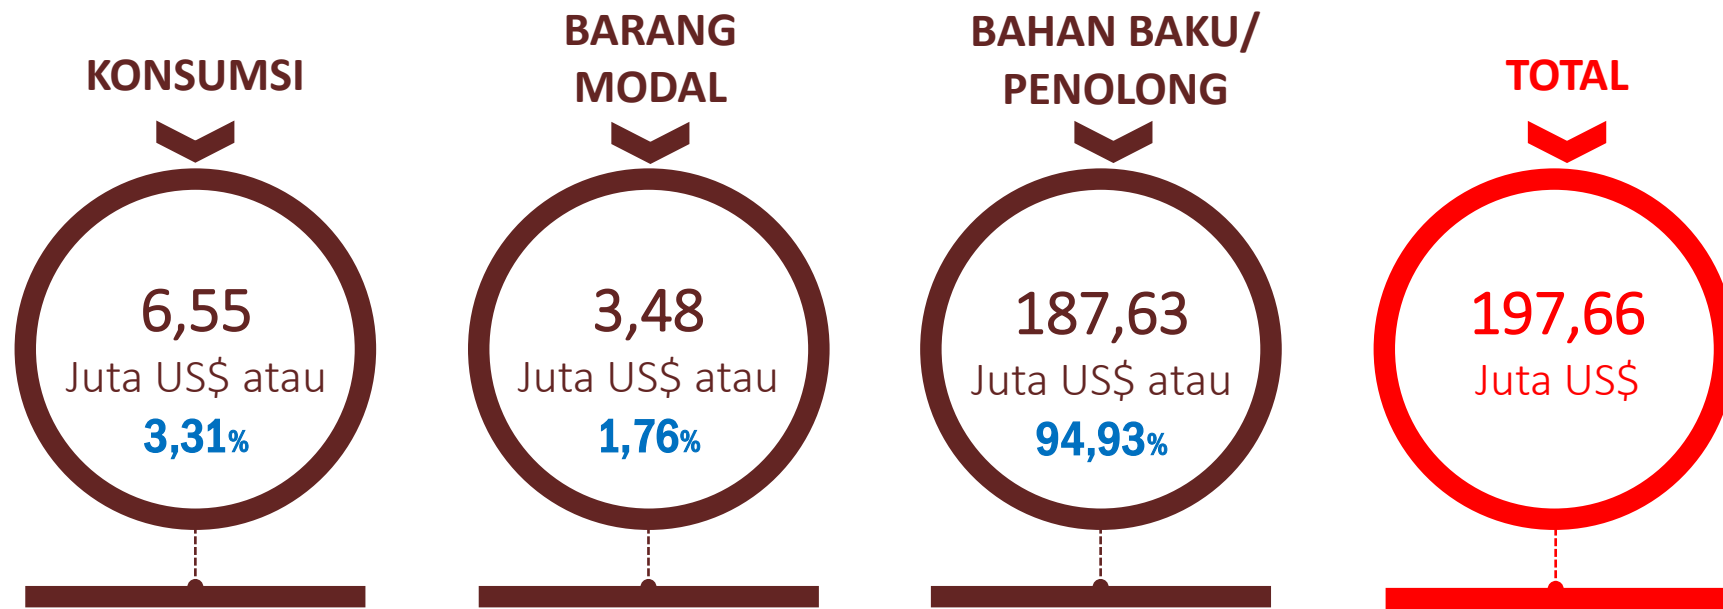 KONSUMSI
6,55
Juta US$ atau
3,31%
BARANG
MODAL
3,48
Juta US$ atau
1,76%
BAHAN BAKU/
PENOLONG
187,63
Juta US$ atau
94,93%
TOTAL
197,66
Juta US$